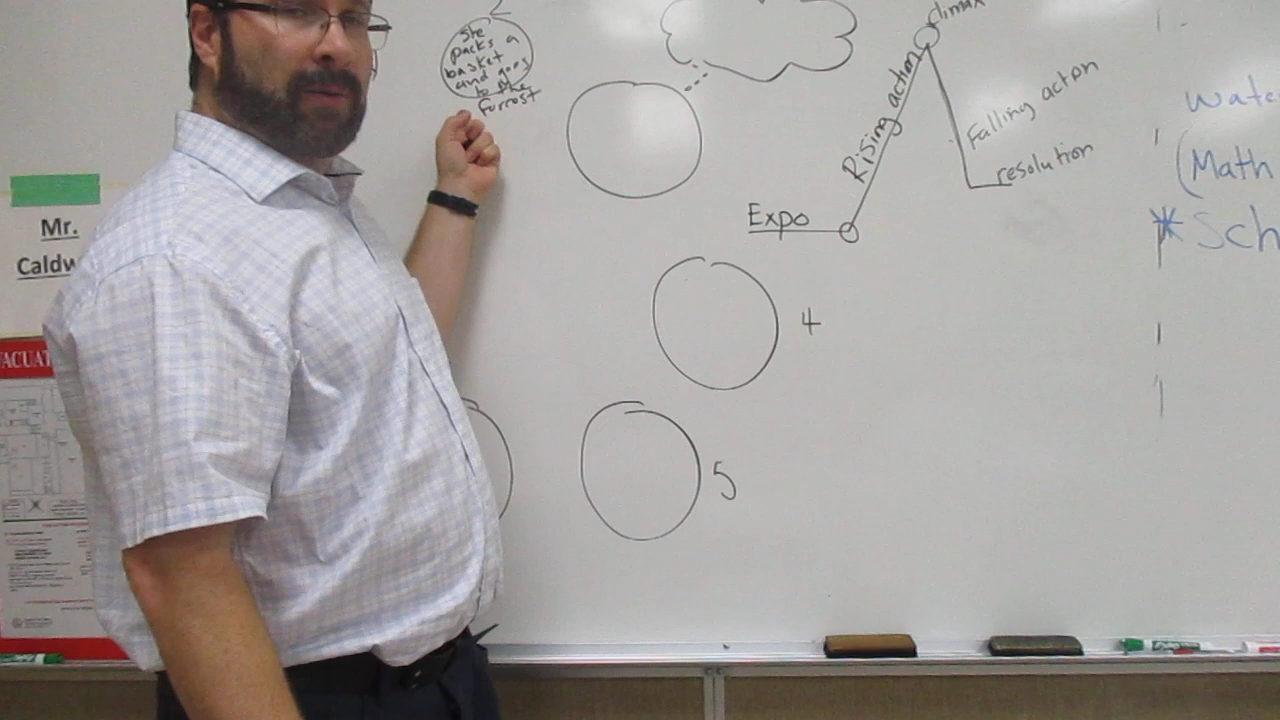 She
packs a
basket
and goes
to the
forrost
climax
Rising action
Falling action
resolution
Expo
4
5
wate
(Math
*Sch
Mr.
Caldw
ACUAT